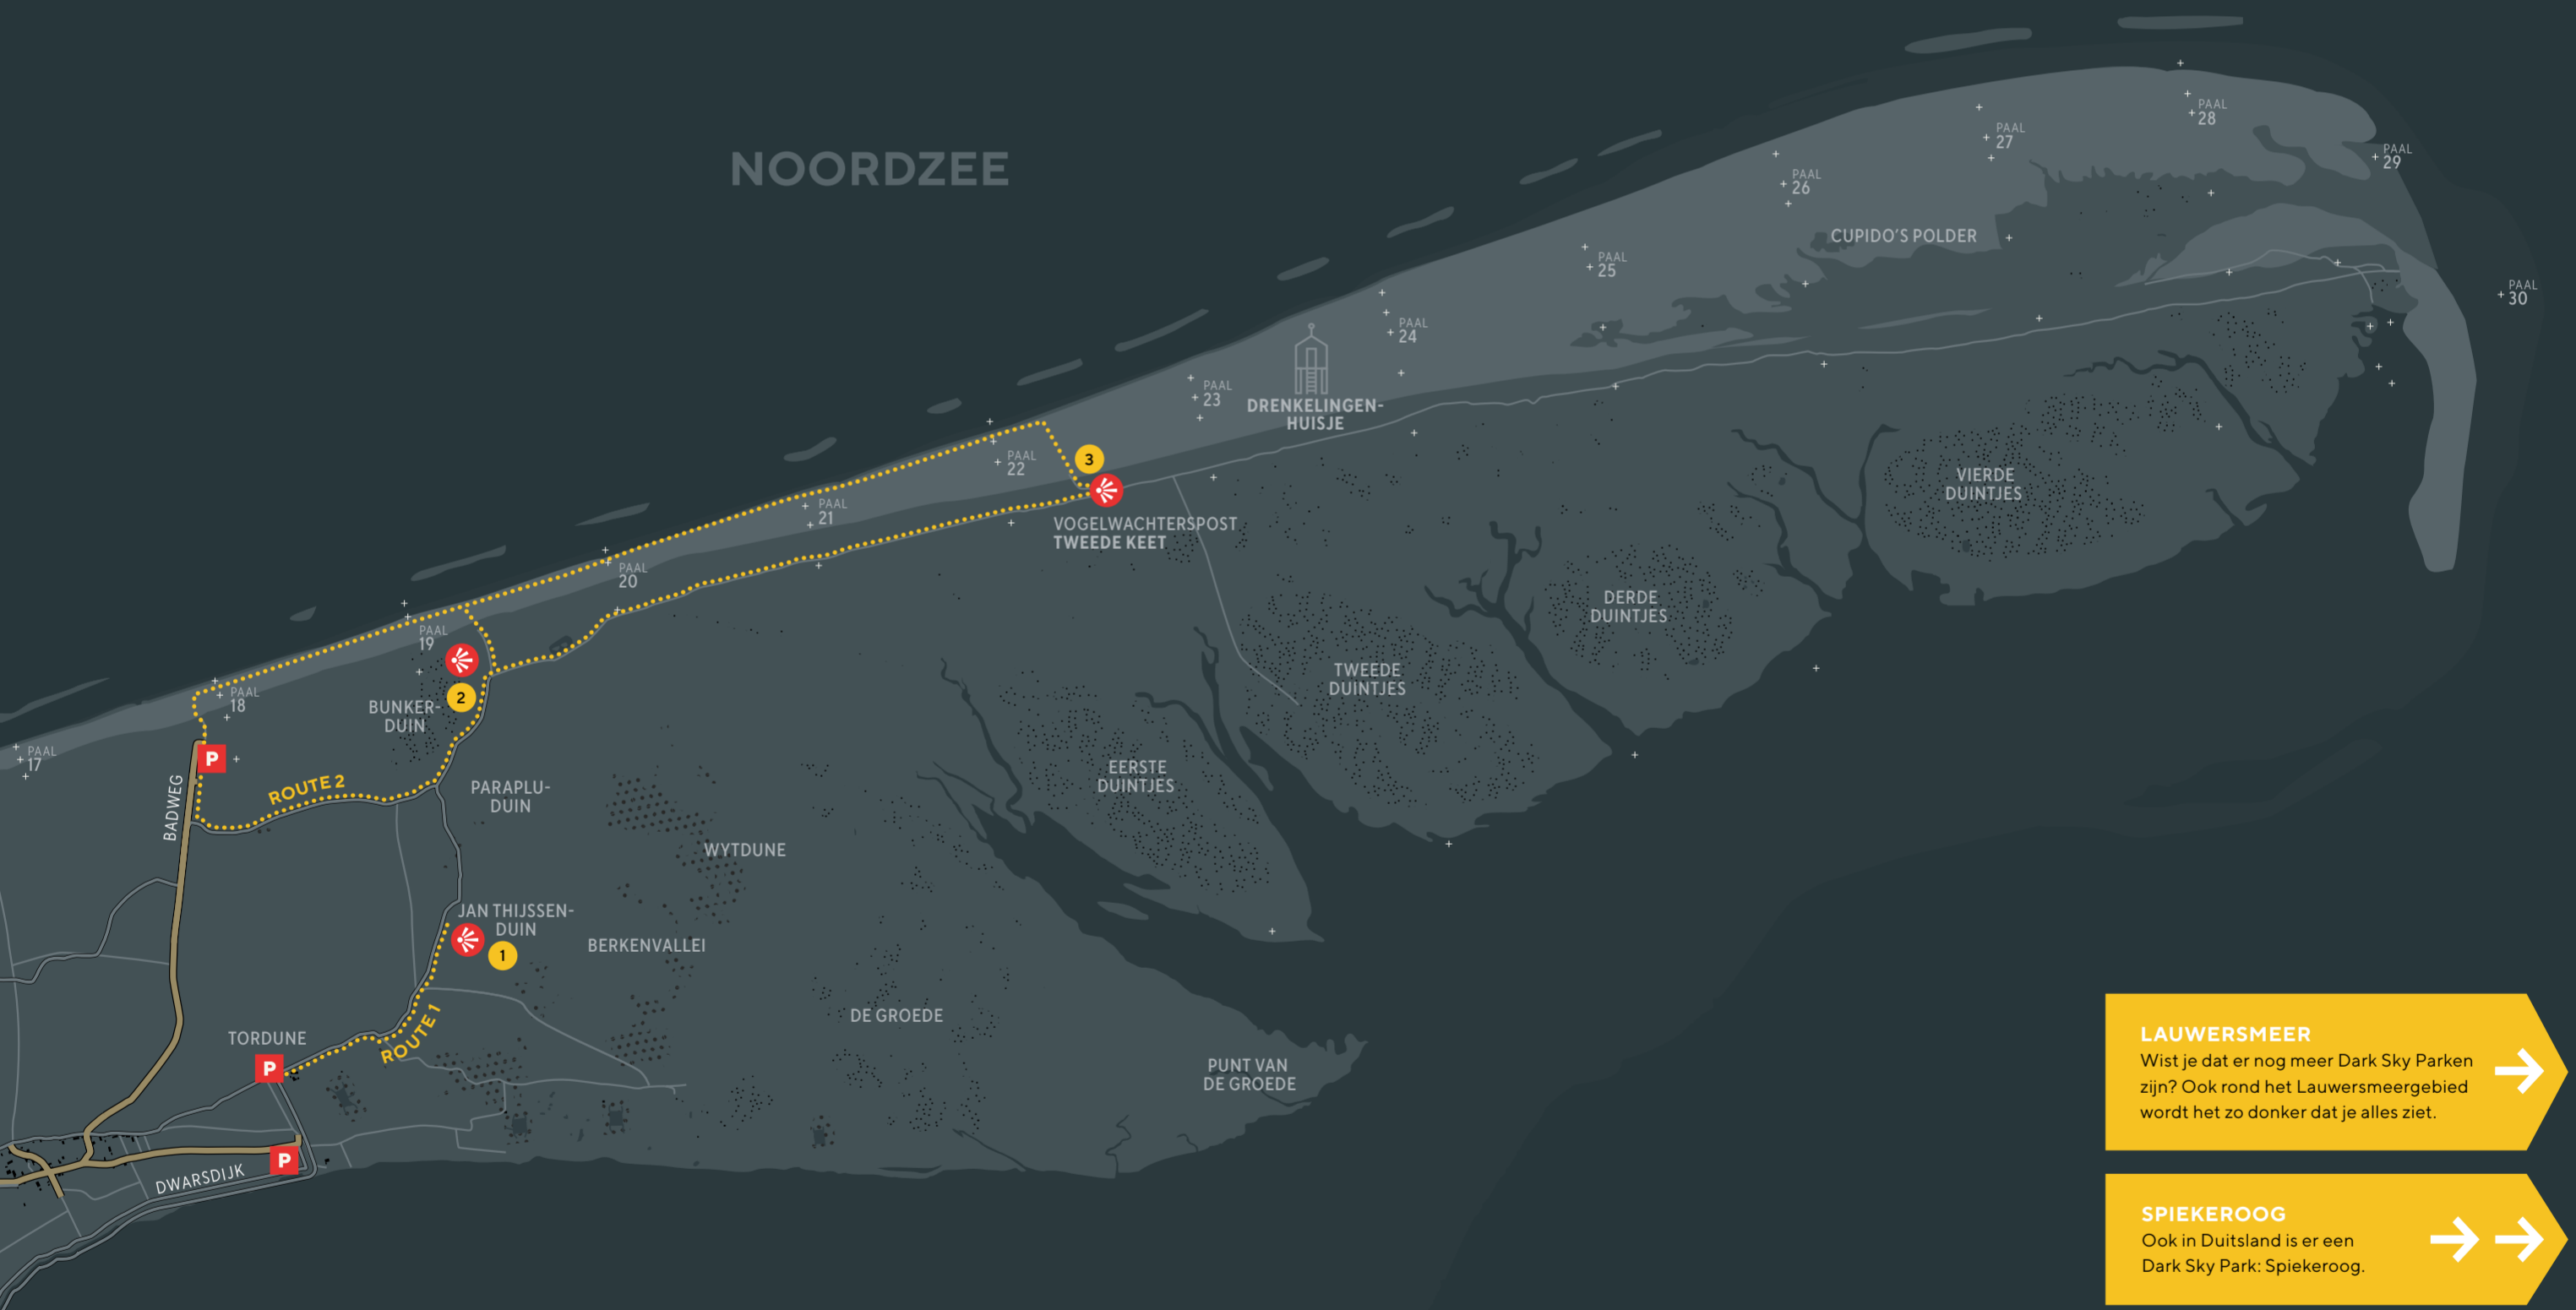 NOORDZEE
PAAL
28
PAAL
27
PAAL
29
PAAL
26
CUPIDO'S POLDER
PAAL
25
PAAL
30
PAAL
24
PAAL
23
DRENKELINGEN-
HUISJE
3
PAAL
22
VIERDE
DUINTJES
PAAL
21
VOGELWACHTERSPOST
TWEEDE KEET
PAAL
20
DERDE
DUINTJES
PAAL
19
TWEEDE
DUINTJES
PAAL
18
2
BUNKER-
DUIN
PAAL
17
P
BADWEG
ROUTE 2
PARAPLU-
DUIN
EERSTE
DUINTJES
WYTDUNE
JAN THIJSSEN-
DUIN
1
BERKENVALLEI
DE GROEDE
ROUTE 1
TORDUNE
P
PUNT VAN
DE GROEDE
P
DWARSDIJK
LAUWERSMEER
Wist je dat er nog meer Dark Sky Parken
zijn? Ook rond het Lauwersmeergebied
wordt het zo donker dat je alles ziet.
SPIEKEROOG
Ook in Duitsland is er een
Dark Sky Park: Spiekeroog.